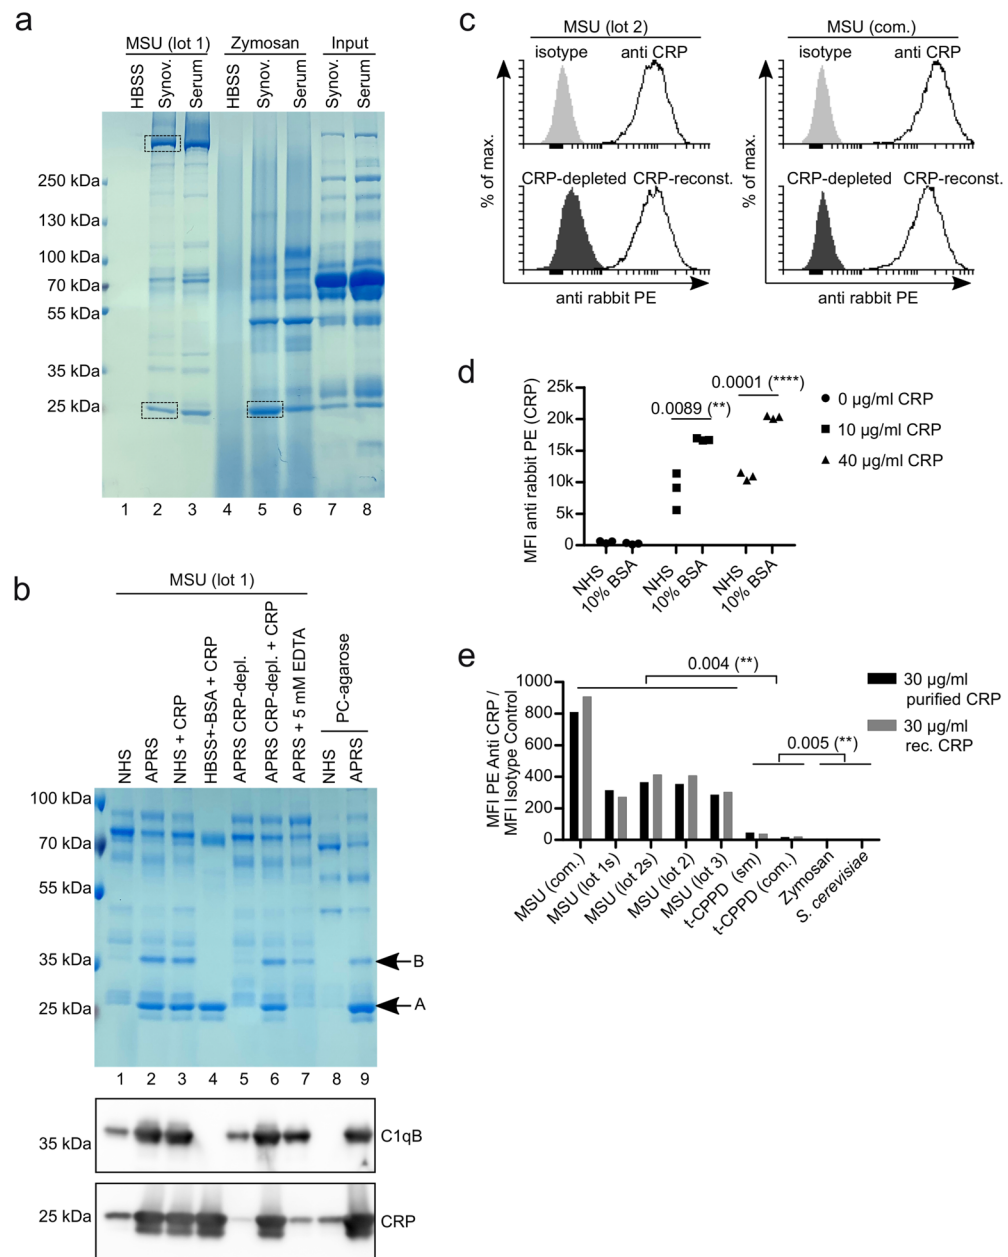 a
MSU (lot 1)
Zymosan
Input
HBSS
Synov.
Serum
HBSS
Synov.
Serum
Synov.
Serum
250 kDa
130 kDa
100 kDa
70 kDa
55 kDa
35 kDa
25 kDa
1 2 3 4 5 6 7 8
b
MSU (lot 1)
NHS
APRS
NHS + CRP
HBSS+-BSA + CRP
APRS CRP-depl.
APRS CRP-depl. + CRP
APRS + 5 mM EDTA
PC-agarose
NHS
APRS
100 kDa
70 kDa
55 kDa
35 kDa
B
25 kDa
A
1 2 3 4 5 6 7 8 9
35 kDa
C1qB
25 kDa
CRP
c
MSU (lot 2)
isotype
anti CRP
CRP-depleted
CRP-reconst.
% of max.
anti rabbit PE
MSU (com.)
isotype
anti CRP
CRP-depleted
CRP-reconst.
% of max.
anti rabbit PE
d
MFI anti rabbit PE (CRP)
25k
20k
15k
10k
5k
0
0.0089 (**)
0.0001 (****)
NHS
10% BSA
NHS
10% BSA
NHS
10% BSA
0 µg/ml CRP
10 µg/ml CRP
40 µg/ml CRP
e
MFI PE Anti CRP /
MFI Isotype Control
1000
800
600
400
200
0
0.004 (**)
0.005 (**)
30 µg/ml
purified CRP
30 µg/ml
rec. CRP
MSU (com.)
MSU (lot 1s)
MSU (lot 2s)
MSU (lot 2)
MSU (lot 3)
t-CPPD (sm)
t-CPPD (com.)
Zymosan
S. cerevisiae